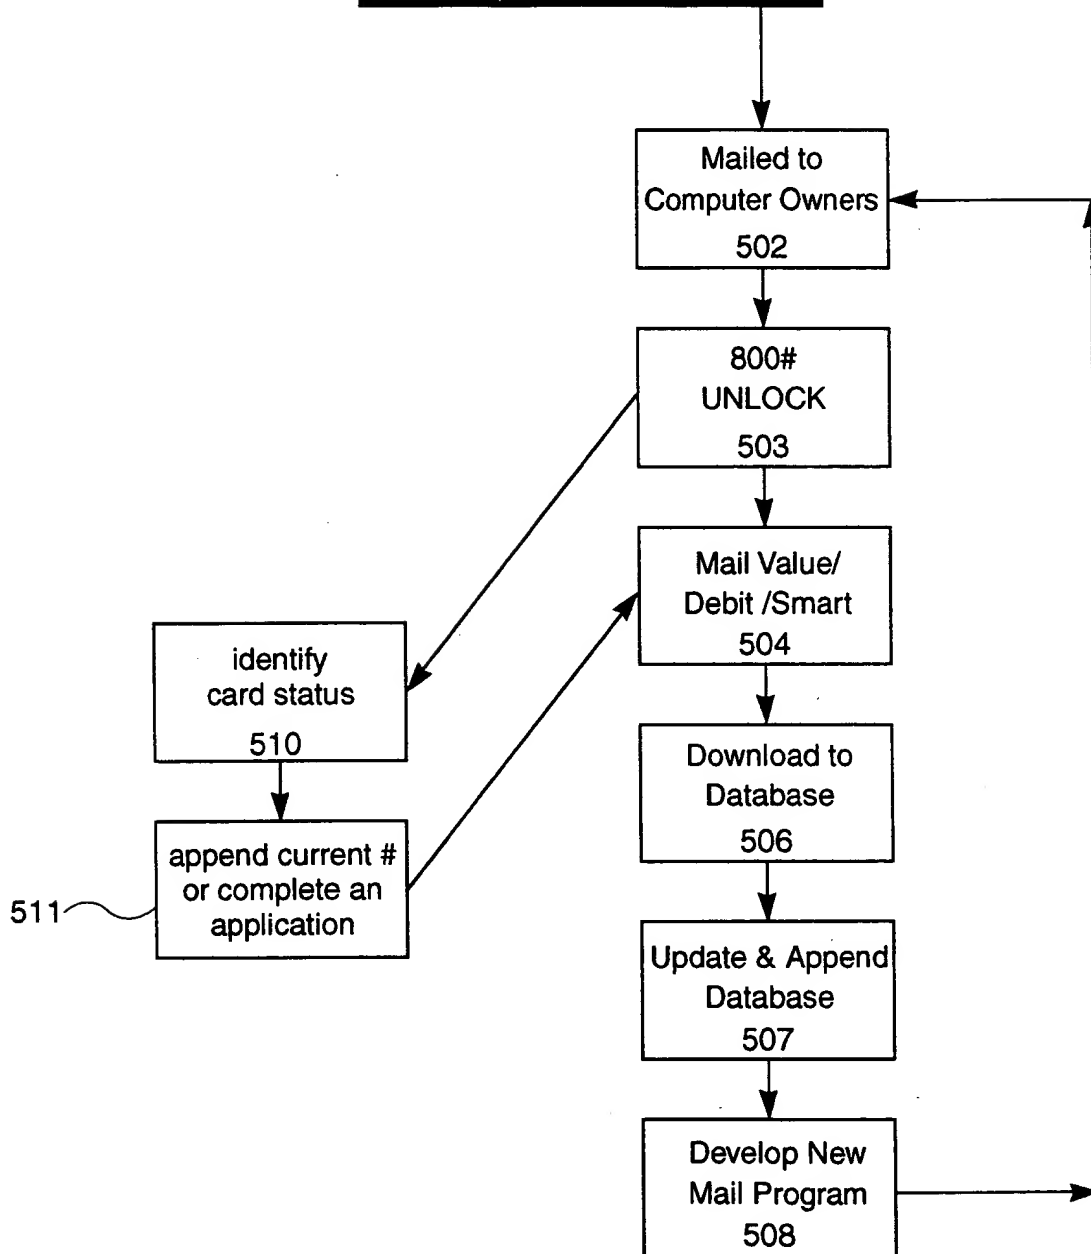 Mailed to
Computer Owners
502
800#
UNLOCK
503
Mail Value/
Debit /Smart
504
identify
card status
510
append current #
or complete an
application
511
Download to
Database
506
Update & Append
Database
507
Develop New
Mail Program
508